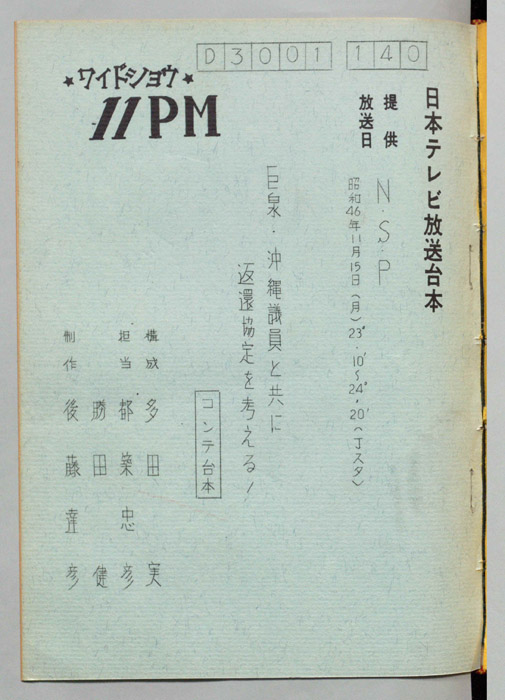 D3001 140
★ワイドショウ★
11PM
日本テレビ放送台本
提供 N.S.P
放送日 昭和46年11月15日(月)23°.10'〜24°.20'(Tスタ)
巨泉・沖縄議員と共に
返還協定を考える!
コンテ台本
構成 多田 実
担当 都築忠彦
勝田 健
制作 後藤達彦